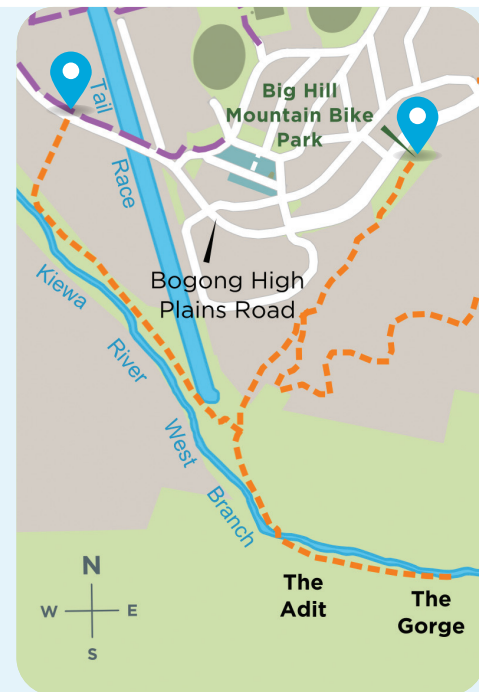 Tail
Race
Big Hill
Mountain Bike
Park
Bogong High
Plains Road
Kiewa
River
West
Branch
The
Adit
The
Gorge
N
W
E
S